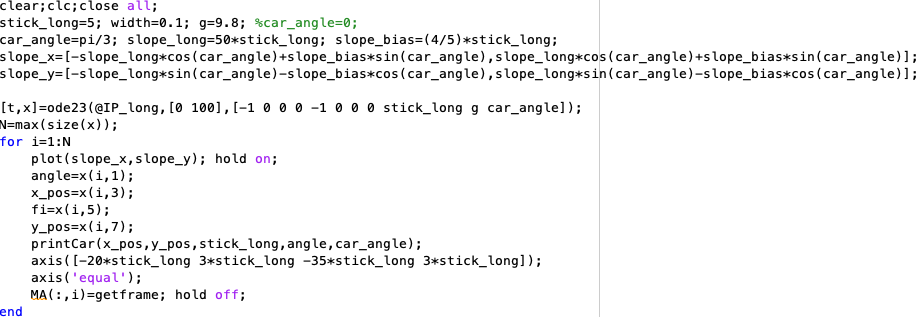 clear;clc;close all;
stick_long=5; width=0.1; g=9.8; %car_angle=0;
car_angle=pi/3; slope_long=50*stick_long; slope_bias=(4/5)*stick_long;
slope_x=[-slope_long*cos(car_angle)+slope_bias*sin(car_angle),slope_long*cos(car_angle)+slope_bias*sin(car_angle)];
slope_y=[-slope_long*sin(car_angle)-slope_bias*cos(car_angle),slope_long*sin(car_angle)-slope_bias*cos(car_angle)];

[t,x]=ode23(@IP_long,[0 100],[-1 0 0 0 -1 0 0 0 stick_long g car_angle]);
N=max(size(x));
for i=1:N
    plot(slope_x,slope_y); hold on;
    angle=x(i,1);
    x_pos=x(i,3);
    fi=x(i,5);
    y_pos=x(i,7);
    printCar(x_pos,y_pos,stick_long,angle,car_angle);
    axis([-20*stick_long 3*stick_long -35*stick_long 3*stick_long]);
    axis('equal');
    MA(:,i)=getframe; hold off;
end